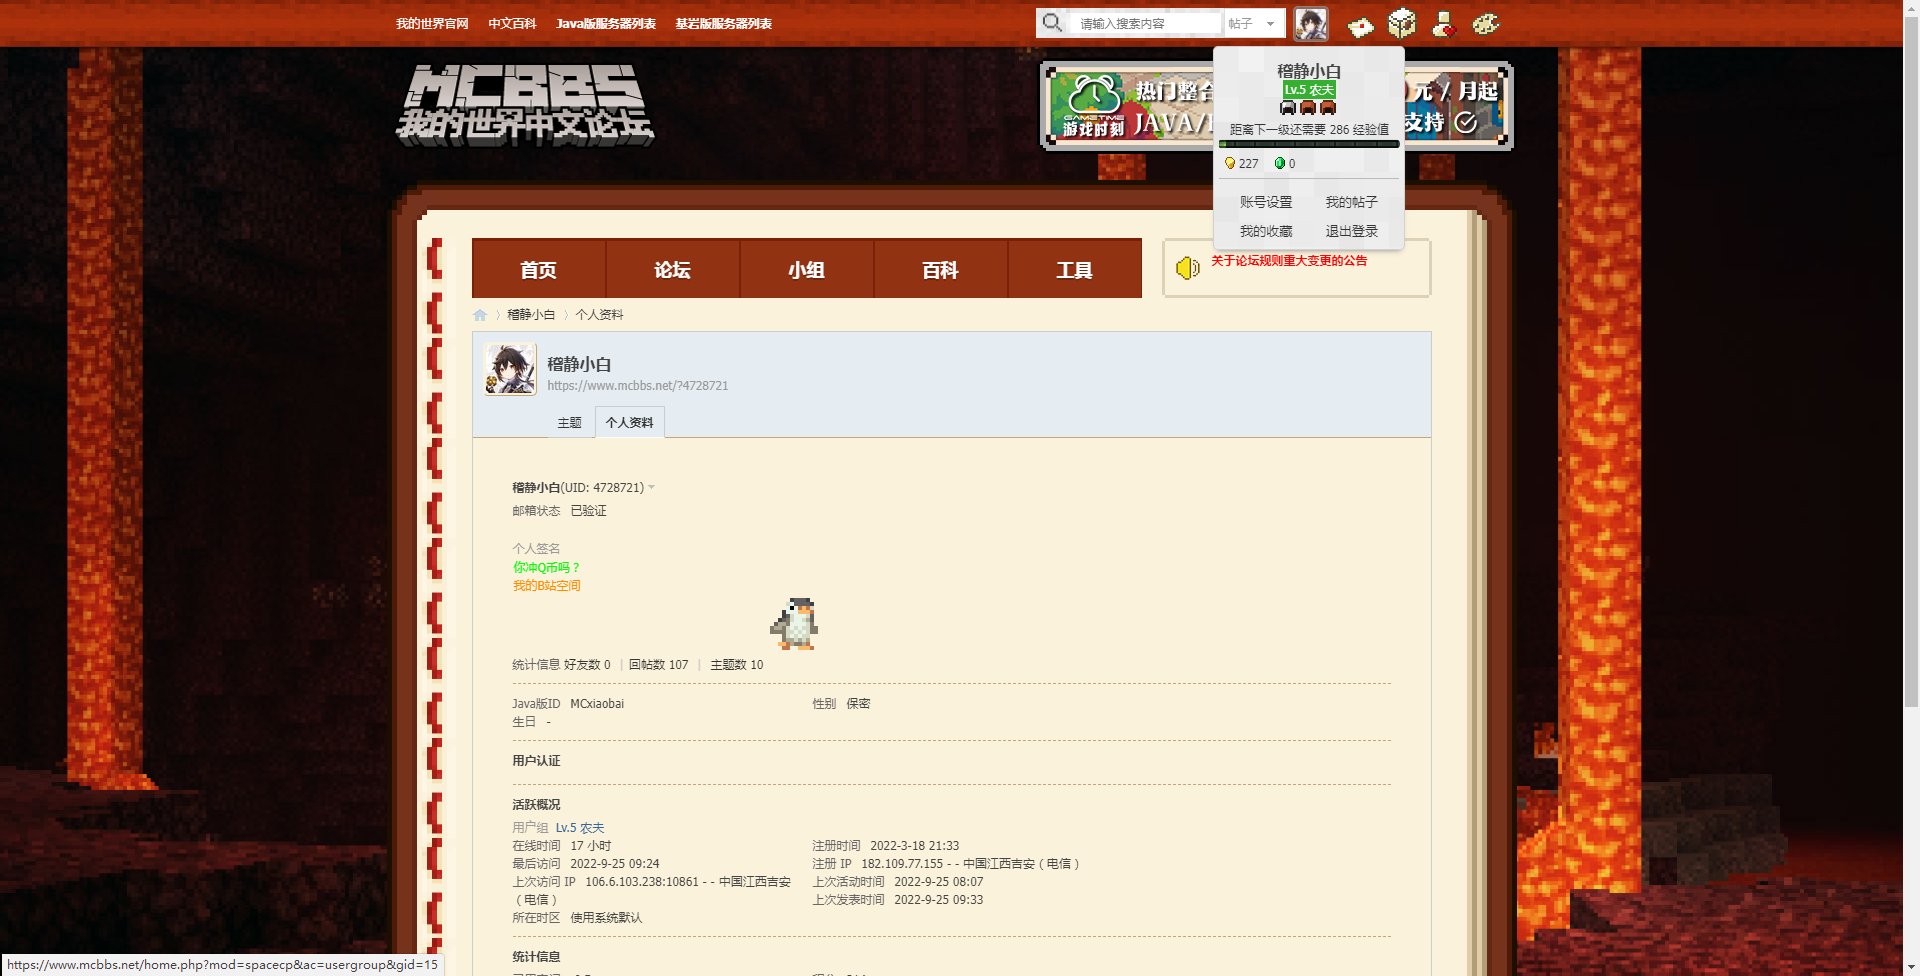 我的世界官网 中文百科 Java版服务器列表 基岩版服务器列表
请输入搜索内容 帖子
MCBBS
我的世界中文论坛
热门整合
GAMETIME
游戏时刻 JAVA/
元 / 月起
支持
稽静小白
Lv.5 农夫
距离下一级还需要 286 经验值
227 0
账号设置 我的帖子
我的收藏 退出登录
首页 论坛 小组 百科 工具
关于论坛规则重大变更的公告
稽静小白 个人资料
稽静小白
https://www.mcbbs.net/?4728721
主题 个人资料
稽静小白(UID: 4728721)
邮箱状态 已验证
个人签名
你冲Q币吗？
我的B站空间
统计信息 好友数 0 | 回帖数 107 | 主题数 10
Java版ID MCxiaobai 性别 保密
生日 -
用户认证
活跃概况
用户组 Lv.5 农夫
在线时间 17 小时 注册时间 2022-3-18 21:33
最后访问 2022-9-25 09:24 注册 IP 182.109.77.155 - - 中国江西吉安（电信）
上次访问 IP 106.6.103.238:10861 - - 中国江西吉安 上次活动时间 2022-9-25 08:07
（电信） 上次发表时间 2022-9-25 09:33
所在时区 使用系统默认
统计信息
https://www.mcbbs.net/home.php?mod=spacecp&ac=usergroup&gid=15